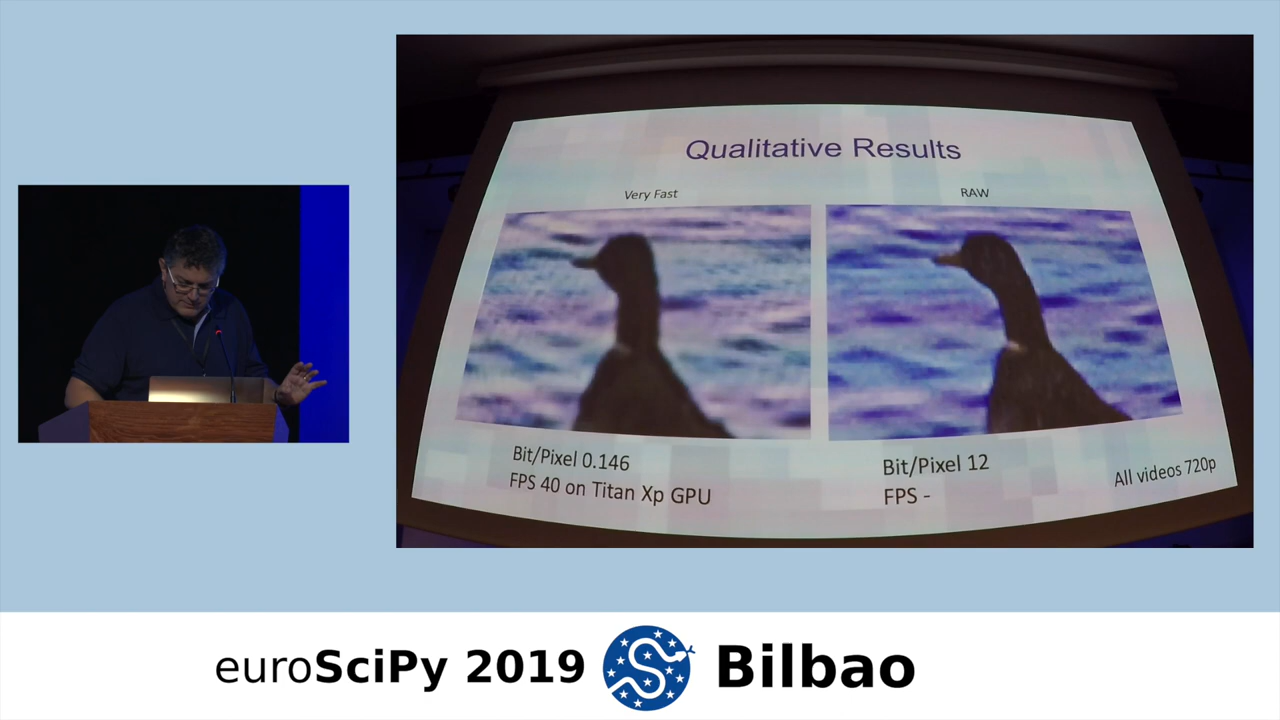 Qualitative Results
Very Fast
RAW
Bit/Pixel 0.146
FPS 40 on Titan Xp GPU
Bit/Pixel 12
FPS -
All videos 720p
euroSciPy 2019 Bilbao